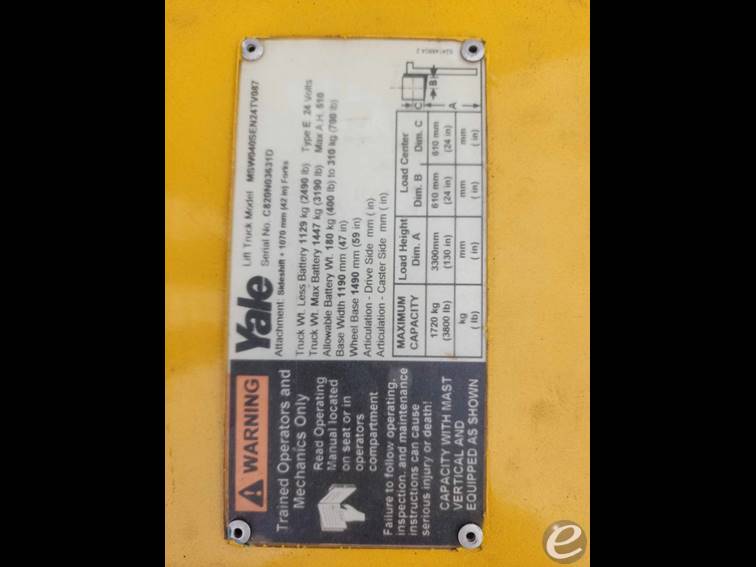 Yale
Lift Truck Model MSW040SEN24TV087
Serial No. C820N03631D
Attachment. Sideshift + 1070 mm (42 in) Forks
Truck Wt. Less Battery 1129 kg (2490 lb) Type E 24 Volts
Truck Wt. Max Battery 1447 kg (3190 lb) Max A.H. 510
Allowable Battery Wt. 180 kg (400 lb) to 310 kg (700 lb)
Base Width 1190 mm (47 in)
Wheel Base 1490 mm (59 in)
Articulation - Drive Side mm ( in)
Articulation - Caster Side mm ( in)
MAXIMUM CAPACITY
Load Height Dim. A
Load Center
Dim. B Dim. C
1720 kg 3300mm 610 mm 610 mm
(3800 lb) (130 in) (24 in) (24 in)
kg mm mm mm
( lb) ( in) ( in) ( in)
A
B
C
WARNING
Trained Operators and
Mechanics Only
Read Operating
Manual located
on seat or in
operators
compartment
Failure to follow operating,
inspection, and maintenance
instructions can cause
serious injury or death!
CAPACITY WITH MAST
VERTICAL AND
EQUIPPED AS SHOWN
e